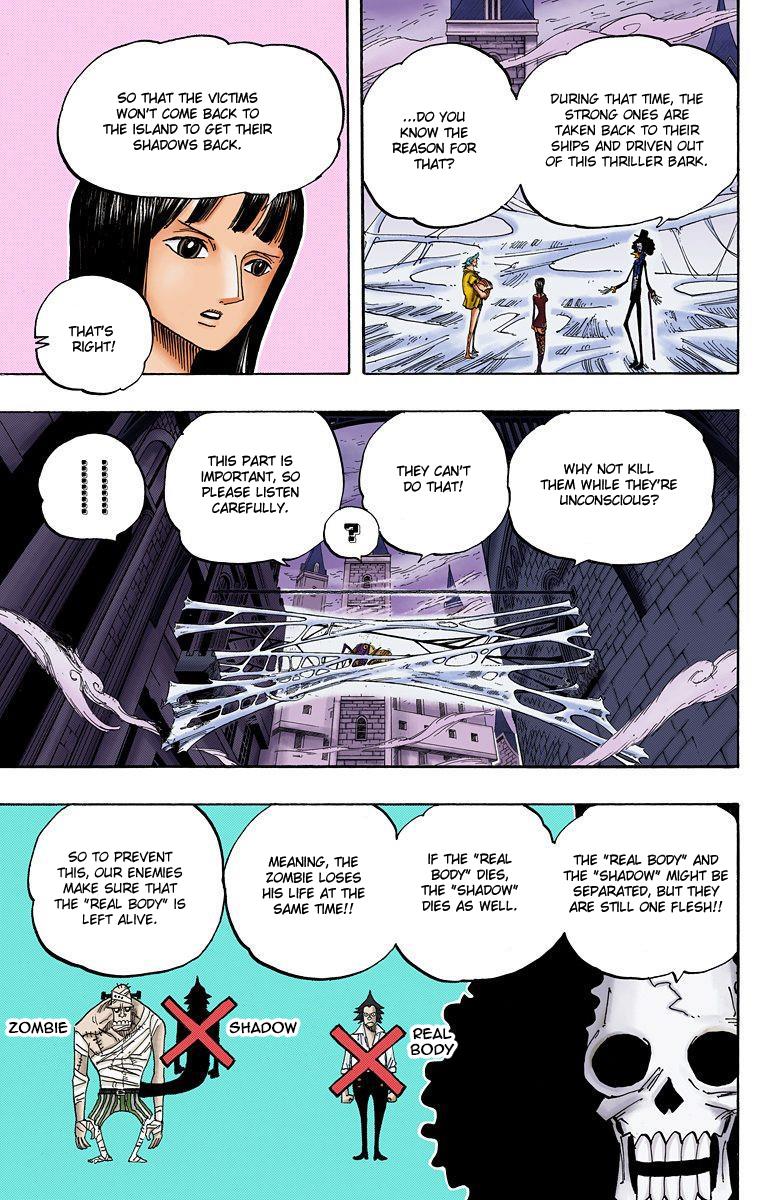 DURING THAT TIME, THE
STRONG ONES ARE
TAKEN BACK TO THEIR
SHIPS AND DRIVEN OUT
OF THIS THRILLER BARK.
...DO YOU
KNOW THE
REASON FOR
THAT?
SO THAT THE VICTIMS
WON'T COME BACK TO
THE ISLAND TO GET THEIR
SHADOWS BACK.
THAT'S
RIGHT!
WHY NOT KILL
THEM WHILE THEY'RE
UNCONSCIOUS?
THEY CAN'T
DO THAT!
?
THIS PART IS
IMPORTANT, SO
PLEASE LISTEN
CAREFULLY.
!!
THE "REAL BODY" AND
THE "SHADOW" MIGHT BE
SEPARATED, BUT THEY
ARE STILL ONE FLESH!!
IF THE "REAL
BODY" DIES,
THE "SHADOW"
DIES AS WELL.
MEANING, THE
ZOMBIE LOSES
HIS LIFE AT THE
SAME TIME!!
SO TO PREVENT
THIS, OUR ENEMIES
MAKE SURE THAT
THE "REAL BODY" IS
LEFT ALIVE.
REAL
BODY
SHADOW
ZOMBIE